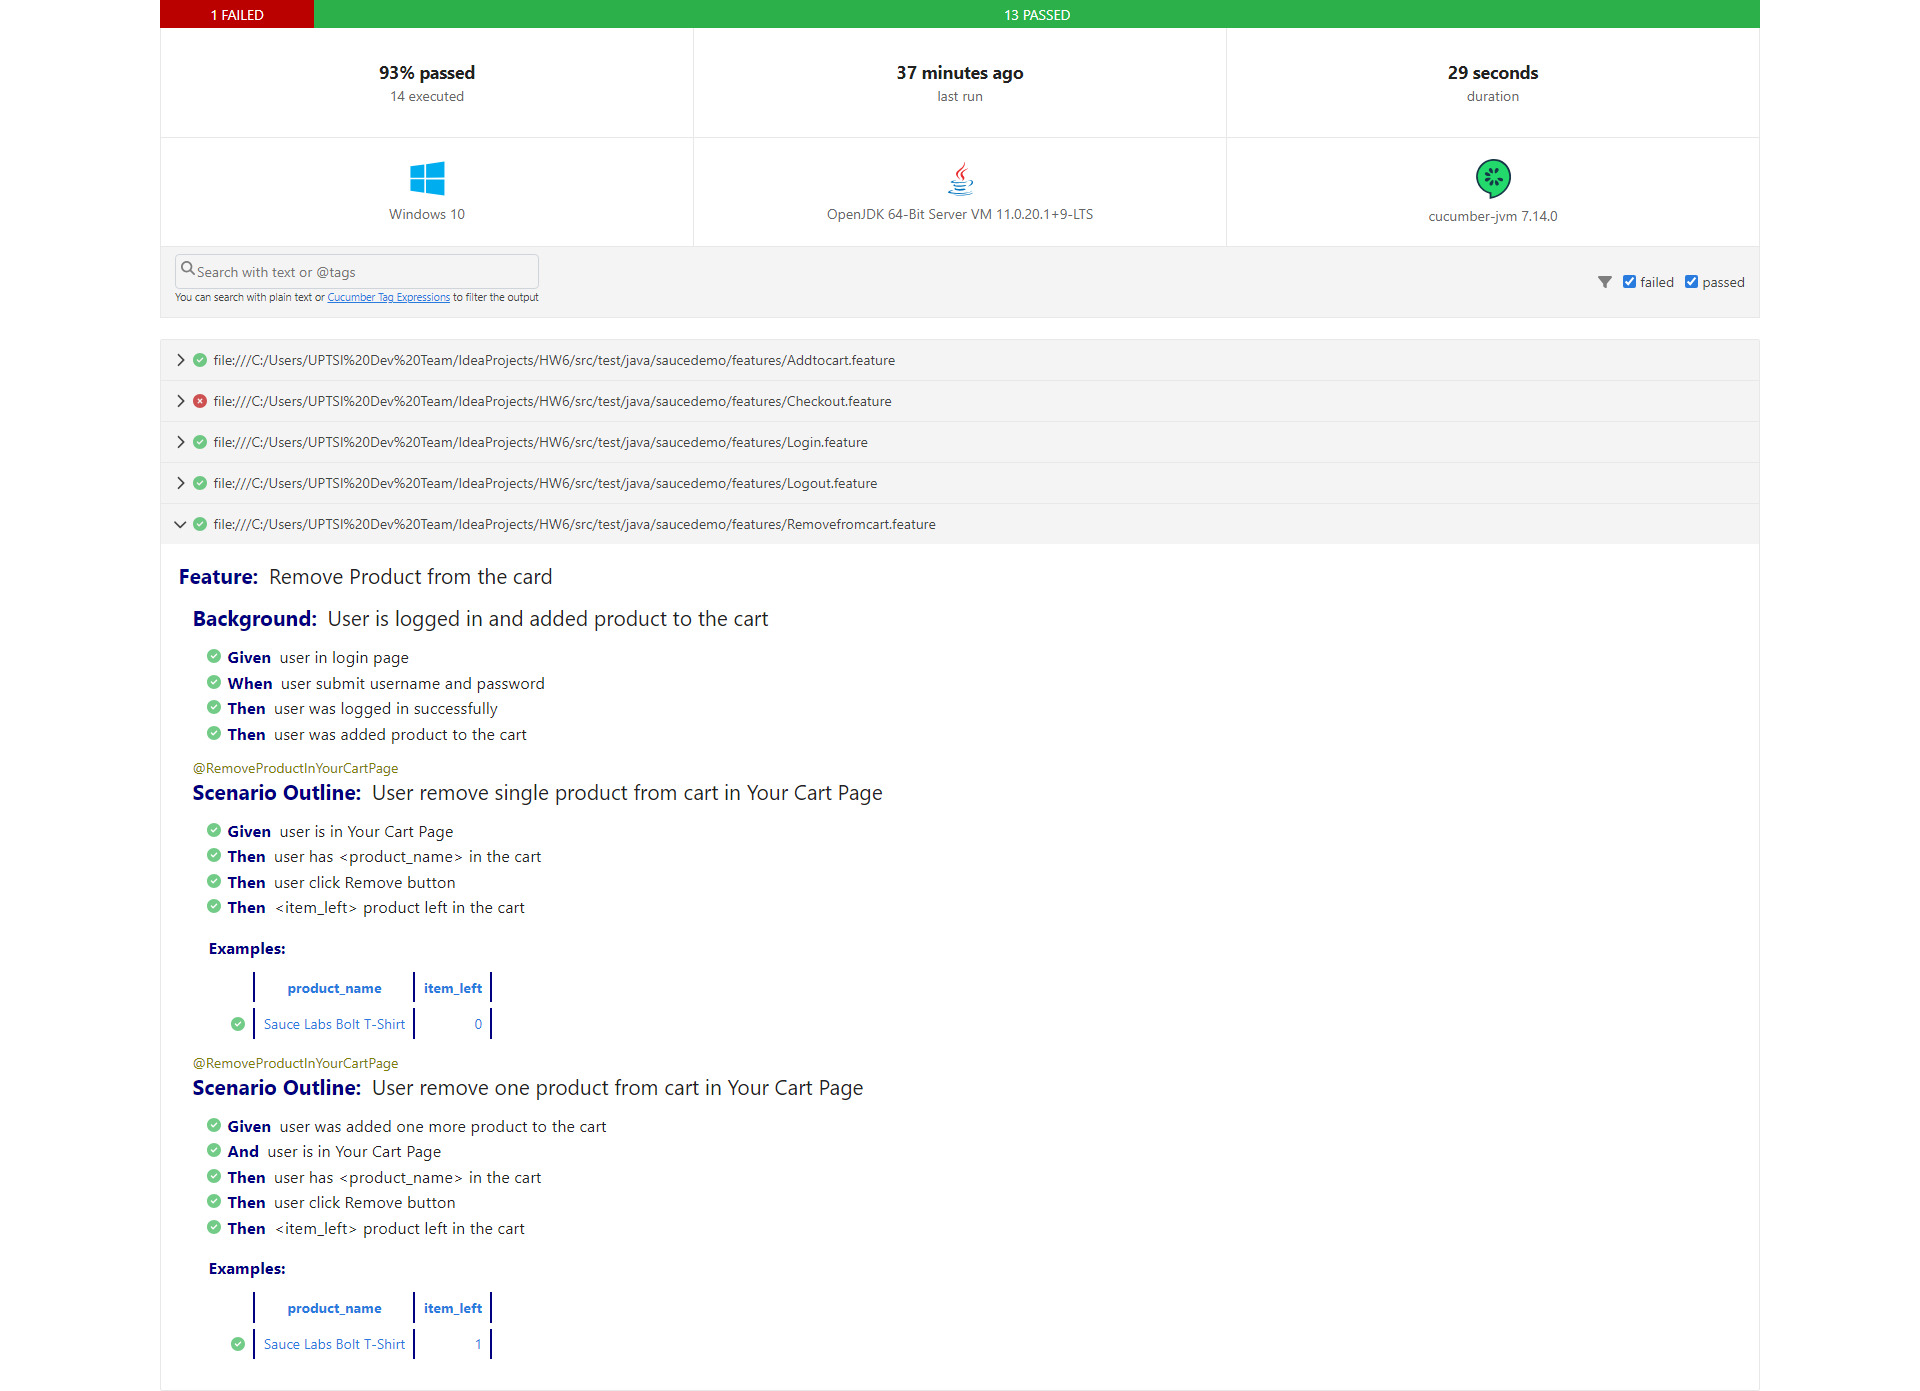 1 FAILED
13 PASSED
93% passed
14 executed
37 minutes ago
last run
29 seconds
duration
Windows 10
OpenJDK 64-Bit Server VM 11.0.20.1+9-LTS
cucumber-jvm 7.14.0
Search with text or @tags
You can search with plain text or Cucumber Tag Expressions to filter the output
failed passed
file:///C:/Users/UPTSI%20Dev%20Team/IdeaProjects/HW6/src/test/java/saucedemo/features/Addtocart.feature
file:///C:/Users/UPTSI%20Dev%20Team/IdeaProjects/HW6/src/test/java/saucedemo/features/Checkout.feature
file:///C:/Users/UPTSI%20Dev%20Team/IdeaProjects/HW6/src/test/java/saucedemo/features/Login.feature
file:///C:/Users/UPTSI%20Dev%20Team/IdeaProjects/HW6/src/test/java/saucedemo/features/Logout.feature
file:///C:/Users/UPTSI%20Dev%20Team/IdeaProjects/HW6/src/test/java/saucedemo/features/Removefromcart.feature
Feature: Remove Product from the card
Background: User is logged in and added product to the cart
Given user in login page
When user submit username and password
Then user was logged in successfully
Then user was added product to the cart
@RemoveProductInYourCartPage
Scenario Outline: User remove single product from cart in Your Cart Page
Given user is in Your Cart Page
Then user has <product_name> in the cart
Then user click Remove button
Then <item_left> product left in the cart
Examples:
product_name item_left
Sauce Labs Bolt T-Shirt 0
@RemoveProductInYourCartPage
Scenario Outline: User remove one product from cart in Your Cart Page
Given user was added one more product to the cart
And user is in Your Cart Page
Then user has <product_name> in the cart
Then user click Remove button
Then <item_left> product left in the cart
Examples:
product_name item_left
Sauce Labs Bolt T-Shirt 1